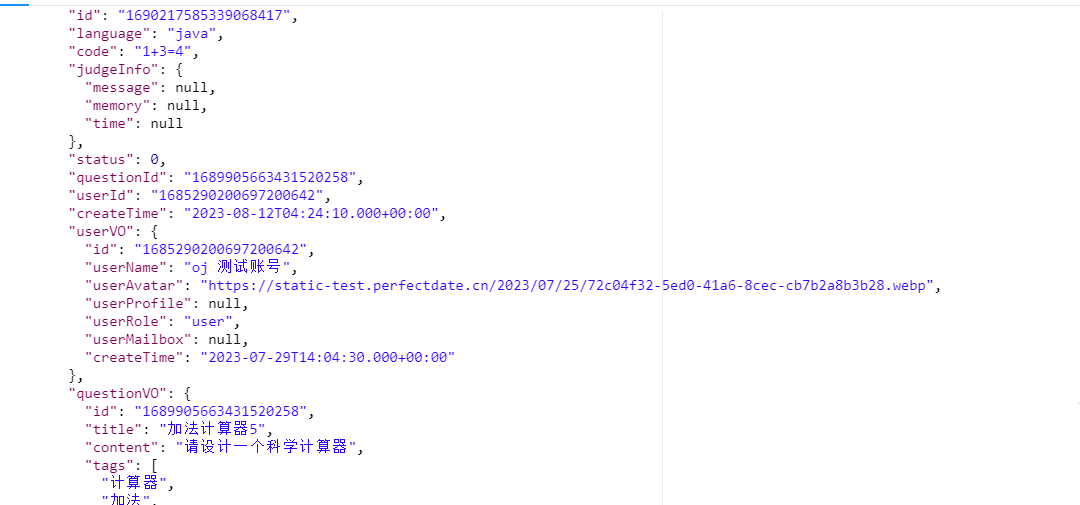 "id": "1690217585339068417",
"language": "java",
"code": "1+3=4",
"judgeInfo": {
"message": null,
"memory": null,
"time": null
},
"status": 0,
"questionId": "1689905663431520258",
"userId": "1685290200697200642",
"createTime": "2023-08-12T04:24:10.000+00:00",
"userVO": {
"id": "1685290200697200642",
"userName": "oj 测试账号",
"userAvatar": "https://static-test.perfectdate.cn/2023/07/25/72c04f32-5ed0-41a6-8cec-cb7b2a8b3b28.webp",
"userProfile": null,
"userRole": "user",
"userMailbox": null,
"createTime": "2023-07-29T14:04:30.000+00:00"
},
"questionVO": {
"id": "1689905663431520258",
"title": "加法计算器5",
"content": "请设计一个科学计算器",
"tags": [
"计算器",
"加法",